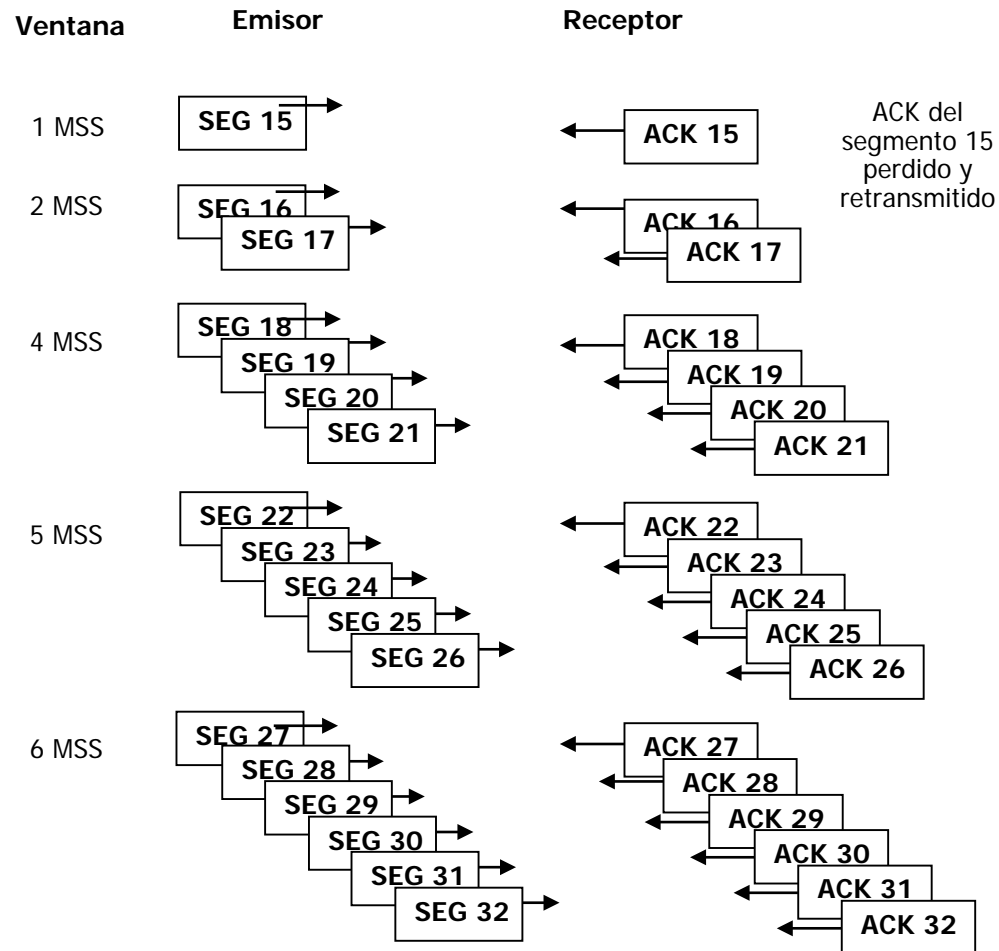 Ventana
Emisor
Receptor
1 MSS
SEG 15
ACK 15
ACK del
segmento 15
perdido y
retransmitido
2 MSS
SEG 16
SEG 17
ACK 16
ACK 17
4 MSS
SEG 18
SEG 19
SEG 20
SEG 21
ACK 18
ACK 19
ACK 20
ACK 21
5 MSS
SEG 22
SEG 23
SEG 24
SEG 25
SEG 26
ACK 22
ACK 23
ACK 24
ACK 25
ACK 26
6 MSS
SEG 27
SEG 28
SEG 29
SEG 30
SEG 31
SEG 32
ACK 27
ACK 28
ACK 29
ACK 30
ACK 31
ACK 32